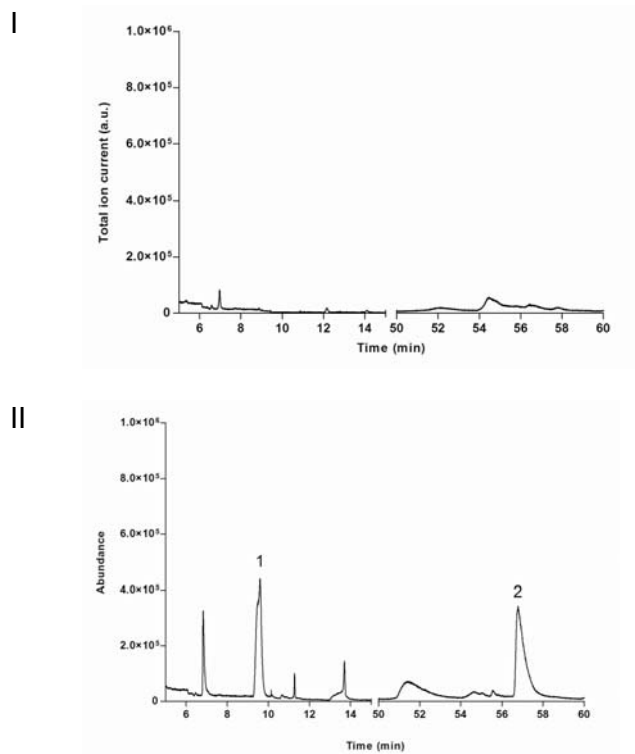 I
Total ion current (a.u.)
1.0×10⁶
8.0×10⁵
6.0×10⁵
4.0×10⁵
2.0×10⁵
0
6 8 10 12 14 50 52 54 56 58 60
Time (min)
II
Abundance
1.0×10⁶
8.0×10⁵
6.0×10⁵
4.0×10⁵
2.0×10⁵
0
1
2
6 8 10 12 14 50 52 54 56 58 60
Time (min)